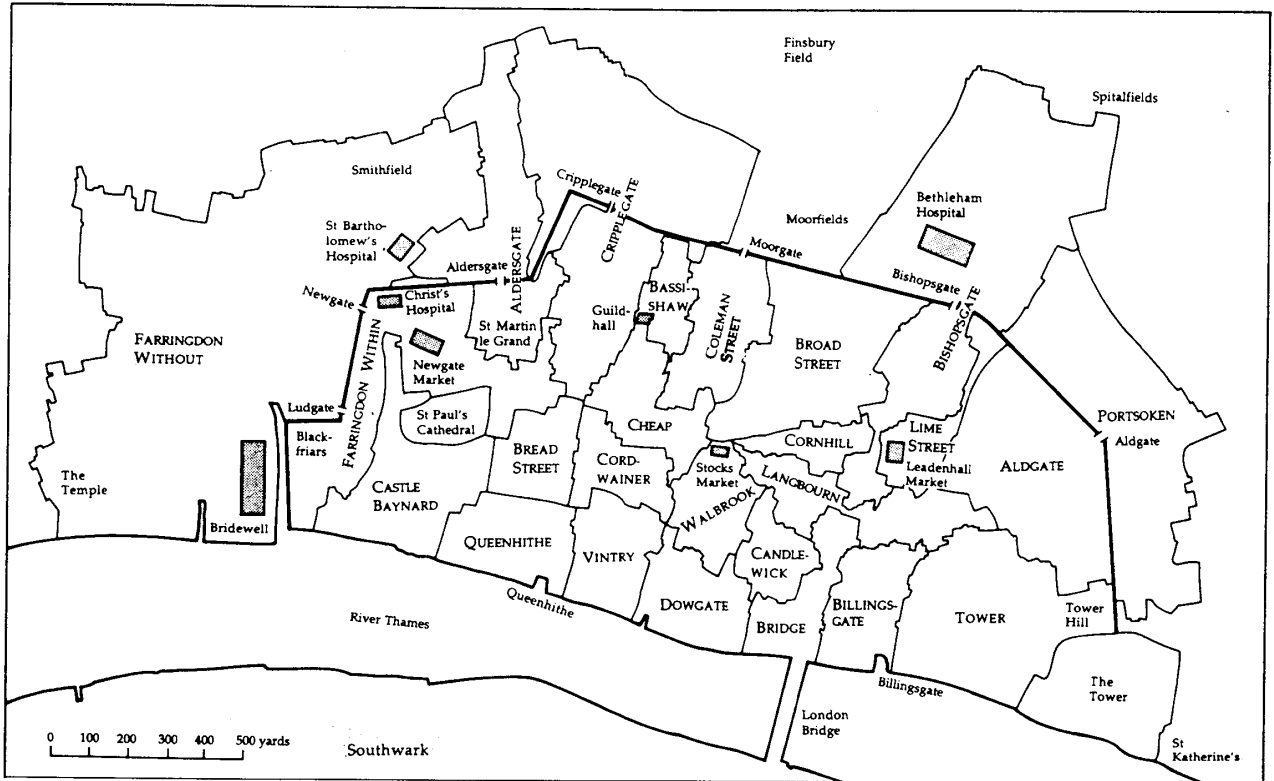 Finsbury
Field
Spitalfields
Smithfield
Cripplegate
CRIPPLEGATE
Moorfields
Bethleham
Hospital
St Bartho-
lomew's
Hospital
Aldersgate
ALDERSGATE
Moorgate
Bishopsgate
BISHOPSGATE
Newgate
Christ's
Hospital
BASSI-
SHAW
Guild-
hall
COLEMAN
STREET
St Martin
le Grand
FARRINGDON
WITHOUT
FARRINGDON WITHIN
Newgate
Market
BROAD
STREET
Ludgate
Black-
friars
St Paul's
Cathedral
CHEAP
CORNHILL
LIME
STREET
Leadenhall
Market
PORTSOKEN
Aldgate
ALDGATE
BREAD
STREET
CORD-
WAINER
Stocks
Market
LANGBOURN
WALBROOK
The
Temple
CASTLE
BAYNARD
Bridewell
QUEENHITHE
VINTRY
CANDLE-
WICK
Queenhithe
DOWGATE
BRIDGE
BILLINGS-
GATE
TOWER
Tower
Hill
River Thames
Billingsgate
The
Tower
London
Bridge
St
Katherine's
0 100 200 300 400 500 yards
Southwark